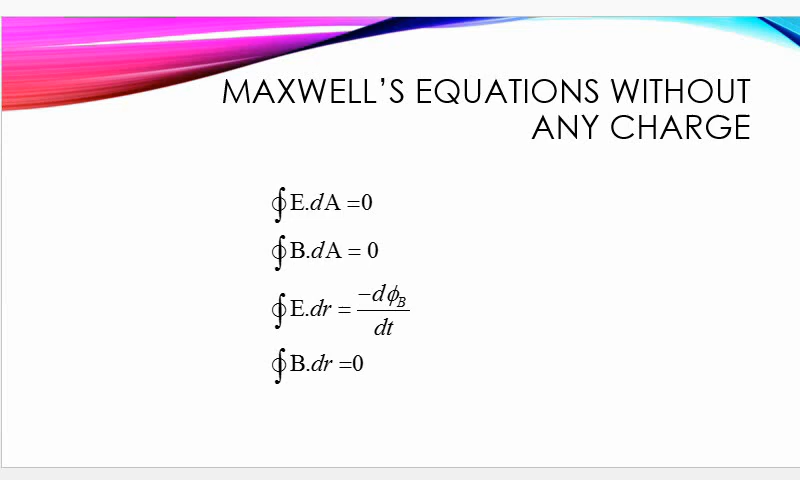 MAXWELL'S EQUATIONS WITHOUT
ANY CHARGE
∮E.dA =0
∮B.dA = 0
∮E.dr = −dϕ_B/dt
∮B.dr =0